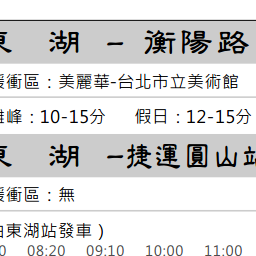 東 湖 - 衡陽路
緩衝區：美麗華-台北市立美術館
離峰：10-15分 假日：12-15分
東 湖 -捷運圓山站
緩衝區：無
由東湖站發車）
08:20 09:10 10:00 11:00